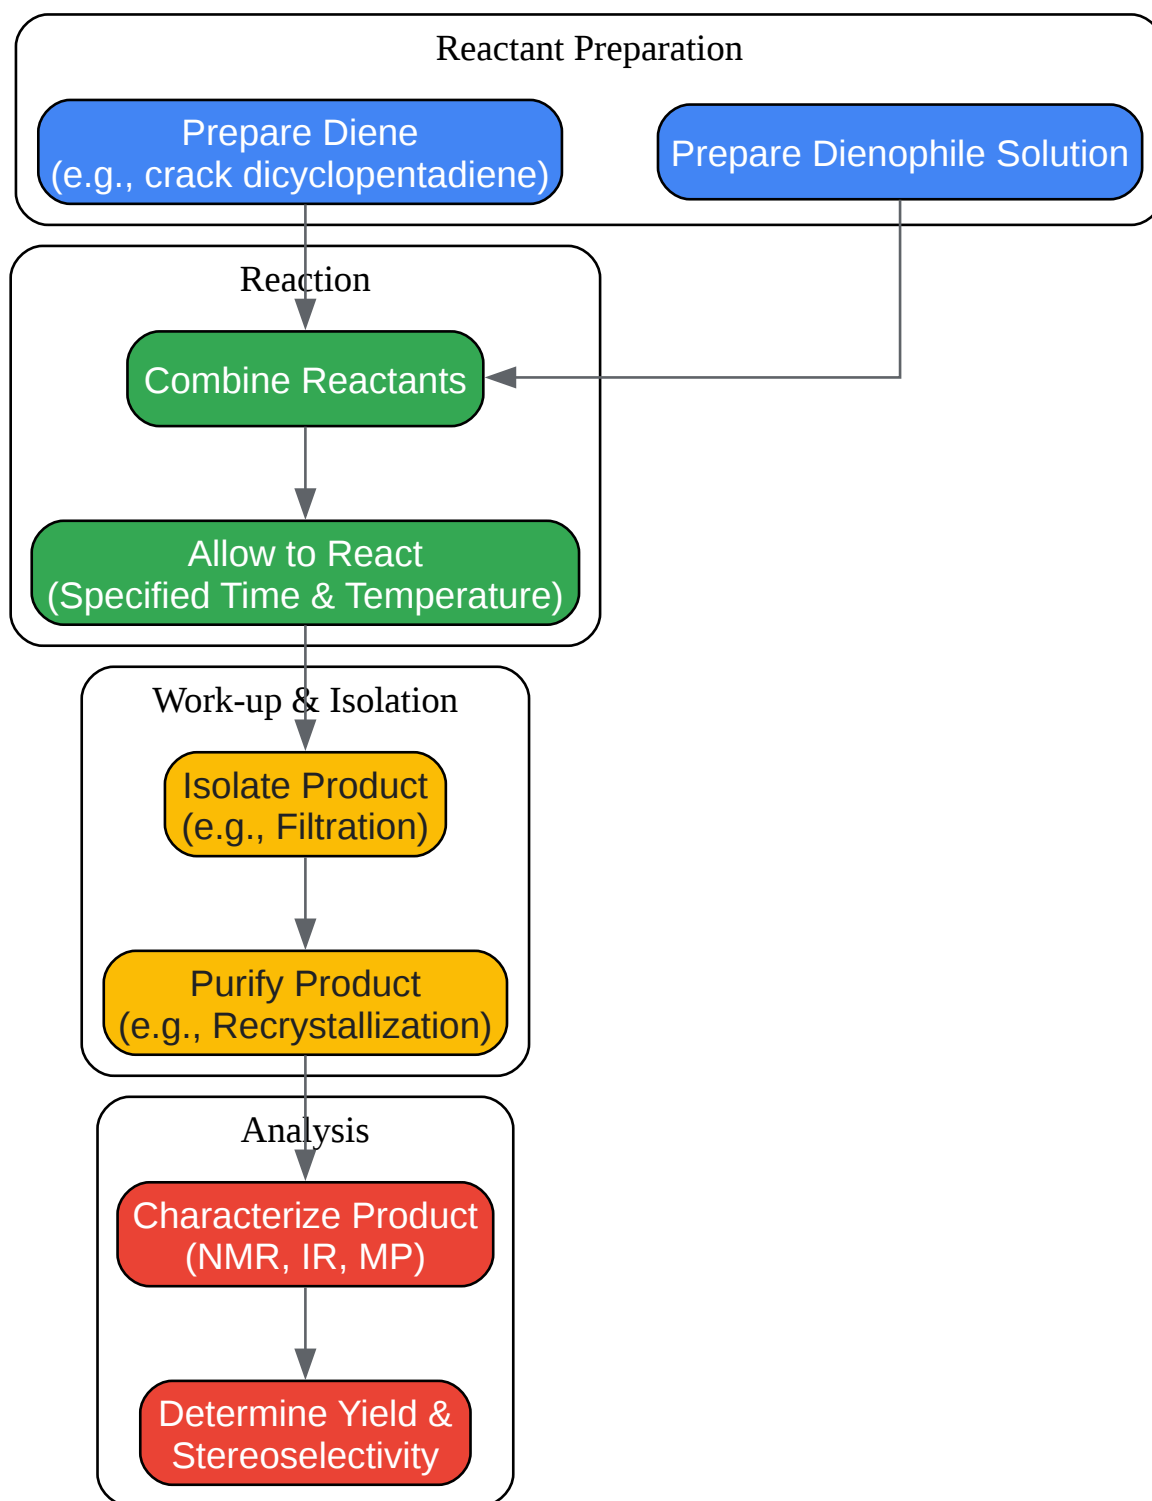 Reactant Preparation
Prepare Diene
(e.g., crack dicyclopentadiene)
Prepare Dienophile Solution
Reaction
Combine Reactants
Allow to React
(Specified Time & Temperature)
Work-up & Isolation
Isolate Product
(e.g., Filtration)
Purify Product
(e.g., Recrystallization)
Analysis
Characterize Product
(NMR, IR, MP)
Determine Yield &
Stereoselectivity